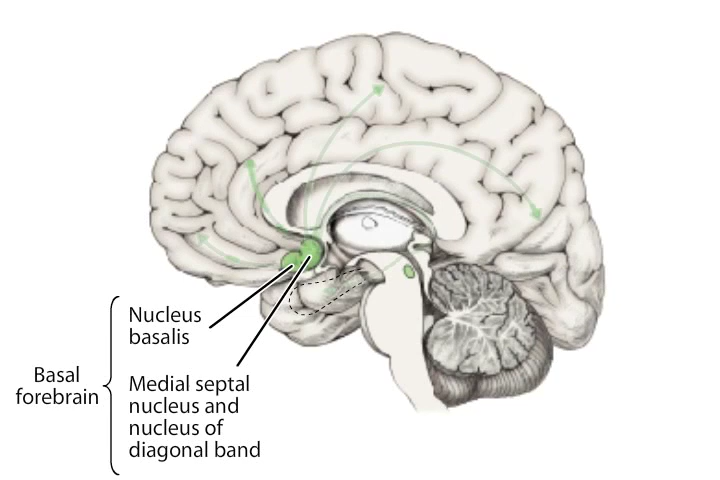 Nucleus
basalis
Basal
forebrain
Medial septal
nucleus and
nucleus of
diagonal band